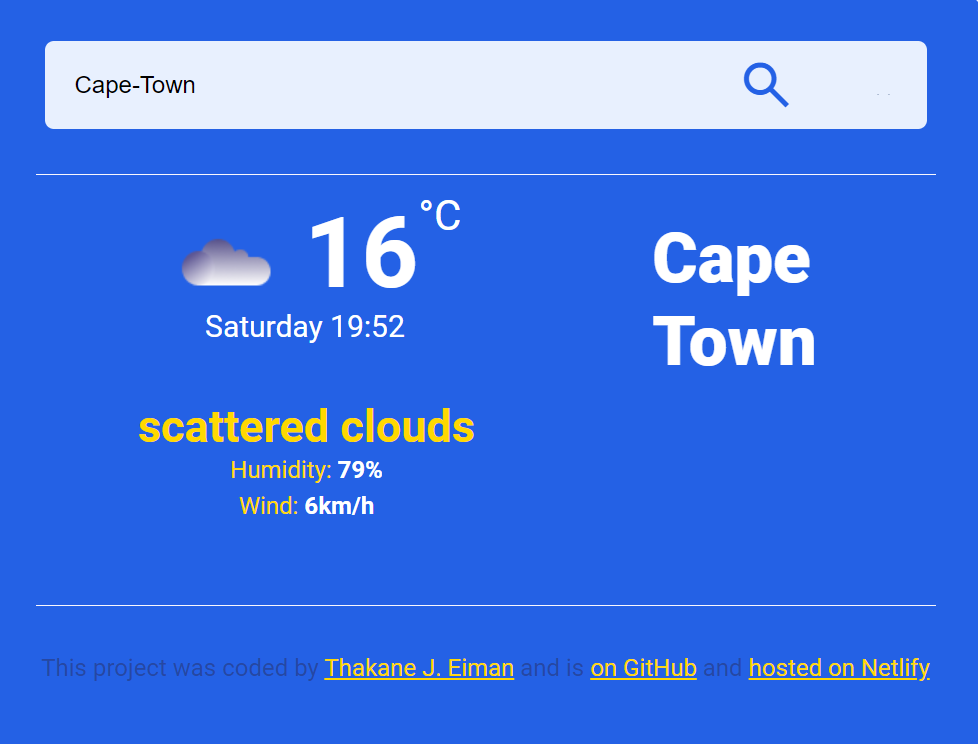 Cape-Town
16 °C
Saturday 19:52
Cape
Town
scattered clouds
Humidity: 79%
Wind: 6km/h
This project was coded by Thakane J. Eiman and is on GitHub and hosted on Netlify